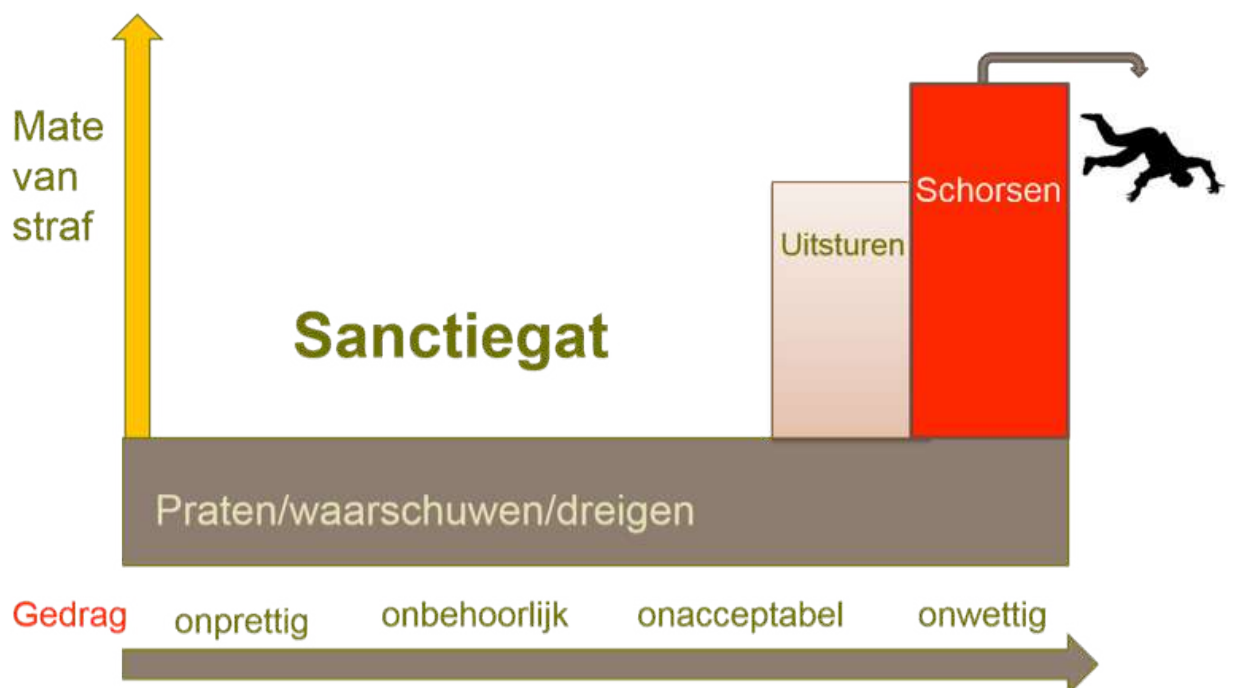 Mate
van
straf
Schorsen
Uitsturen
Sanctiegat
Praten/waarschuwen/dreigen
Gedrag onprettig onbehoorlijk onacceptabel onwettig